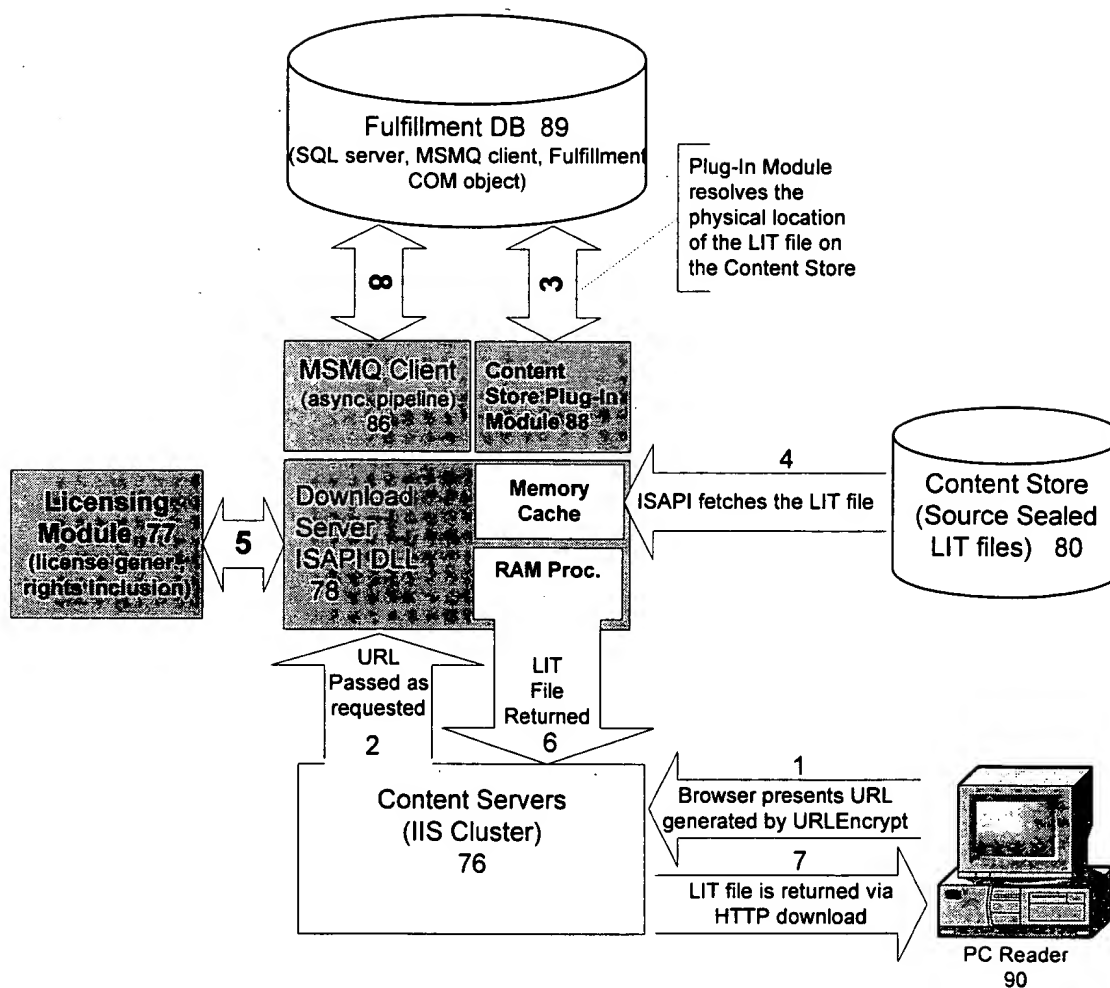 Fulfillment DB 89
(SQL server, MSMQ client, Fulfillment
COM object)
Plug-In Module
resolves the
physical location
of the LIT file on
the Content Store
8
3
MSMQ Client
(async. pipeline)
86
Content
Store Plug-In
Module 88
Licensing
Module 77
(license gener.,
rights inclusion)
5
Download
Server
ISAPI DLL
78
Memory
Cache
RAM Proc.
4
ISAPI fetches the LIT file
Content Store
(Source Sealed
LIT files) 80
URL
Passed as
requested
2
LIT
File
Returned
6
Content Servers
(IIS Cluster)
76
1
Browser presents URL
generated by URLEncrypt
7
LIT file is returned via
HTTP download
PC Reader
90